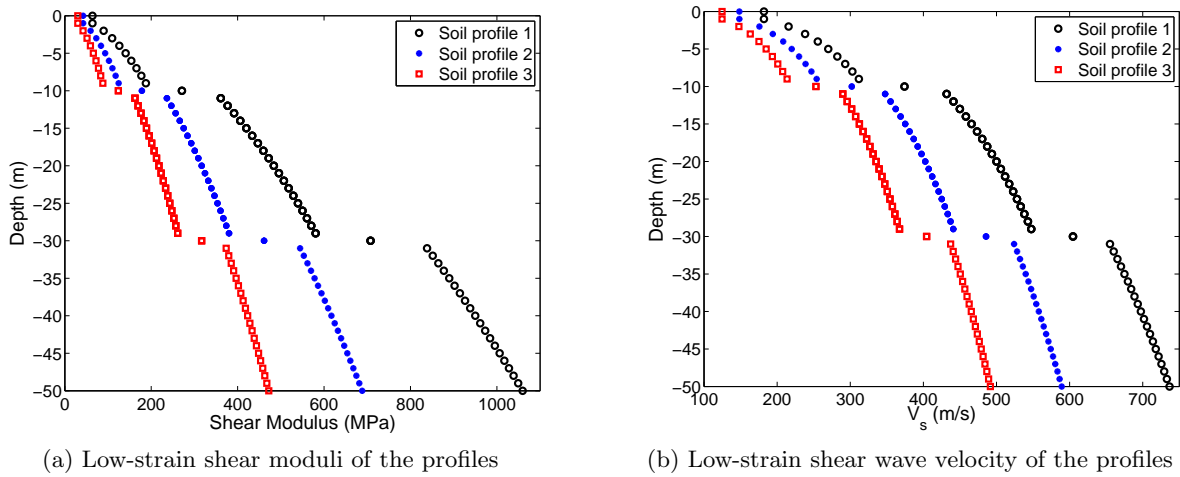 0
−5
−10
−15
−20
−25
−30
−35
−40
−45
−50
Depth (m)
0 200 400 600 800 1000
Shear Modulus (MPa)
Soil profile 1
Soil profile 2
Soil profile 3
(a) Low-strain shear moduli of the profiles
0
−5
−10
−15
−20
−25
−30
−35
−40
−45
−50
Depth (m)
100 200 300 400 500 600 700
V_s (m/s)
Soil profile 1
Soil profile 2
Soil profile 3
(b) Low-strain shear wave velocity of the profiles